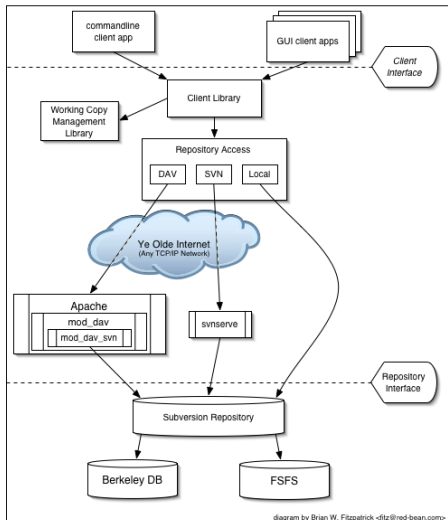 commandline
client app
GUI client apps
Client
Interface
Client Library
Working Copy
Management
Library
Repository Access
DAV
SVN
Local
Ye Olde Internet
(Any TCP/IP Network)
Apache
mod_dav
mod_dav_svn
svnserve
Repository
Interface
Subversion Repository
Berkeley DB
FSFS
diagram by Brian W. Fitzpatrick <fitz@red-bean.com>